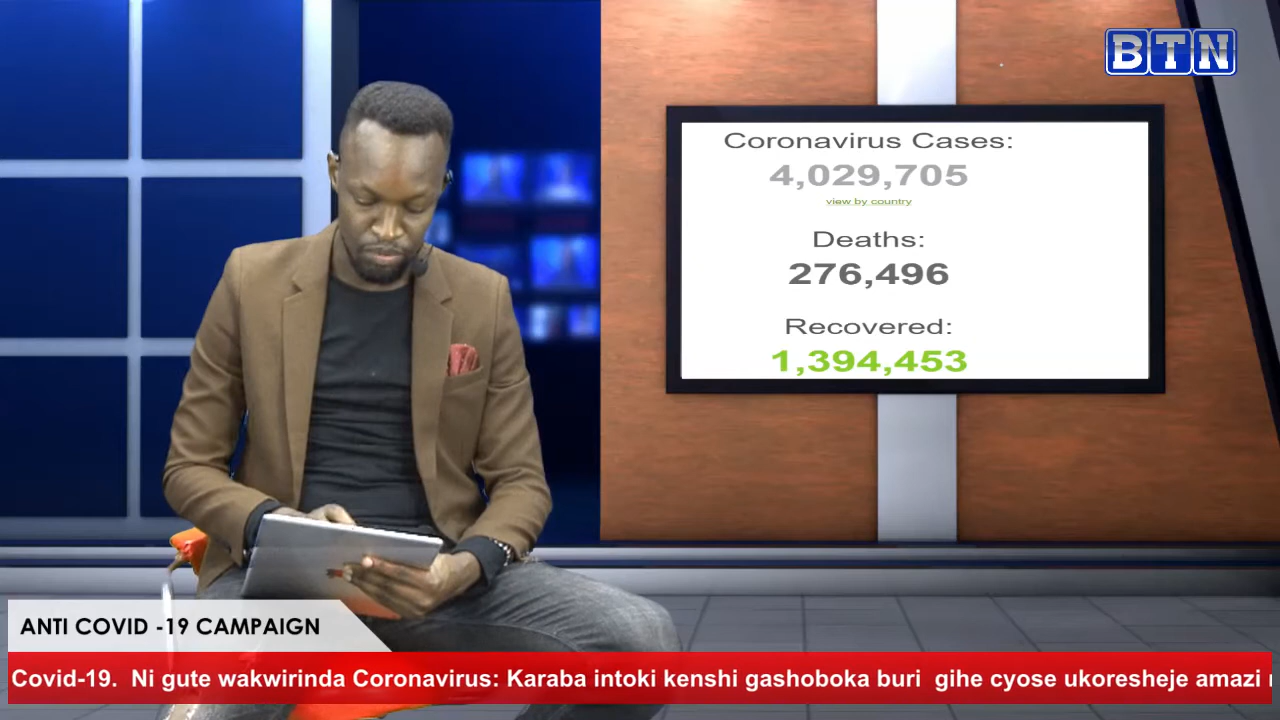 BTN
Coronavirus Cases:
4,029,705
view by country
Deaths:
276,496
Recovered:
1,394,453
ANTI COVID -19 CAMPAIGN
Covid-19. Ni gute wakwirinda Coronavirus: Karaba intoki kenshi gashoboka buri gihe cyose ukoresheje amazi